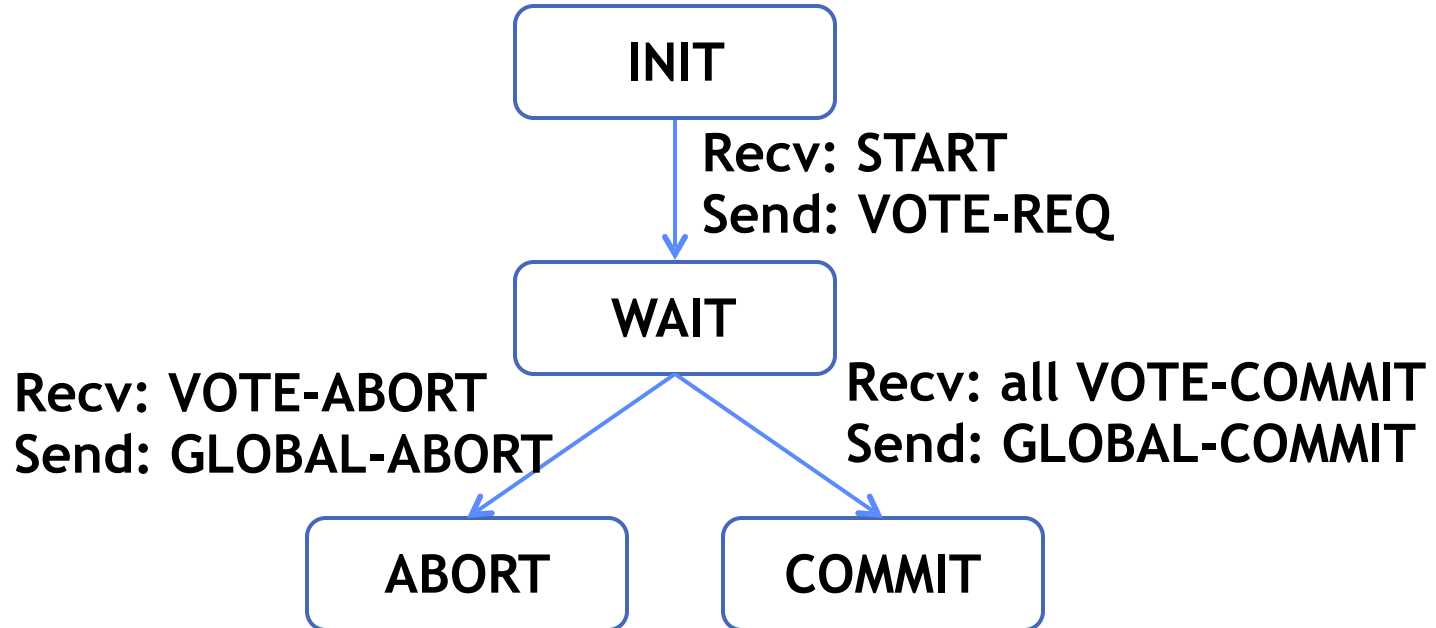 INIT
Recv: START
Send: VOTE-REQ
WAIT
Recv: VOTE-ABORT
Send: GLOBAL-ABORT
Recv: all VOTE-COMMIT
Send: GLOBAL-COMMIT
ABORT
COMMIT